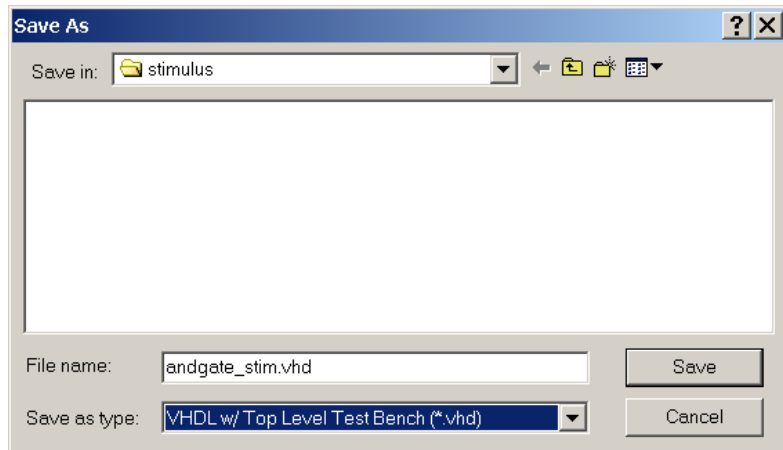 Save As
Save in: stimulus
File name: andgate_stim.vhd Save
Save as type: VHDL w/ Top Level Test Bench (*.vhd) Cancel